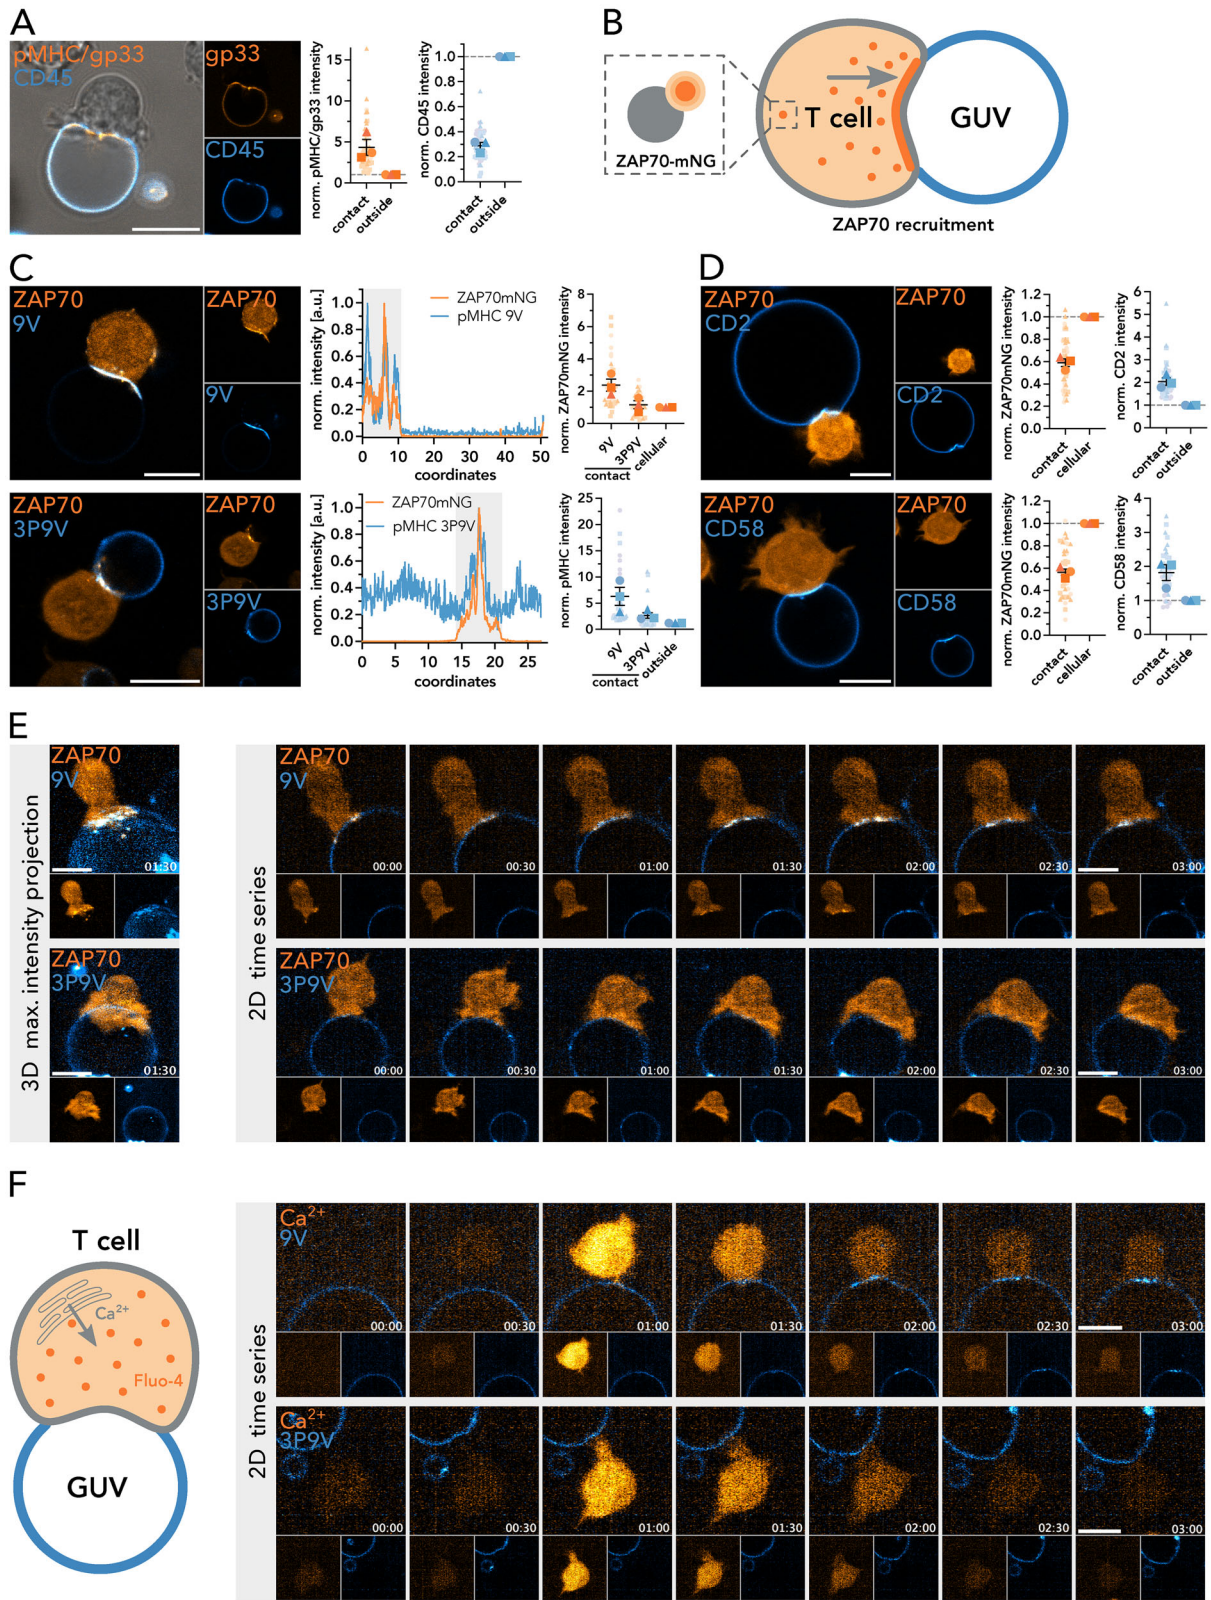 A
pMHC/gp33
CD45
gp33
CD45
norm. pMHC/gp33 intensity
15
10
5
0
contact
outside
norm. CD45 intensity
1.0
0.8
0.6
0.4
0.2
0.0
contact
outside
B
ZAP70-mNG
T cell
GUV
ZAP70 recruitment
C
ZAP70
9V
ZAP70
9V
norm. intensity [a.u.]
1.0
0.8
0.6
0.4
0.2
0.0
ZAP70mNG
pMHC 9V
0 10 20 30 40 50
coordinates
norm. ZAP70mNG intensity
8
6
4
2
0
9V
3P9V
cellular
contact
ZAP70
3P9V
ZAP70
3P9V
norm. intensity [a.u.]
1.0
0.8
0.6
0.4
0.2
0.0
ZAP70mNG
pMHC 3P9V
0 5 10 15 20 25
coordinates
norm. pMHC intensity
25
20
15
10
5
0
9V
3P9V
outside
contact
D
ZAP70
CD2
ZAP70
CD2
norm. ZAP70mNG intensity
1.2
1.0
0.8
0.6
0.4
0.2
0.0
contact
cellular
norm. CD2 intensity
6
5
4
3
2
1
0
contact
outside
ZAP70
CD58
ZAP70
CD58
norm. ZAP70mNG intensity
1.2
1.0
0.8
0.6
0.4
0.2
0.0
contact
cellular
norm. CD58 intensity
4
3
2
1
0
contact
outside
E
3D max. intensity projection
ZAP70
9V
01:30
ZAP70
3P9V
01:30
2D time series
ZAP70
9V
00:00
00:30
01:00
01:30
02:00
02:30
03:00
ZAP70
3P9V
00:00
00:30
01:00
01:30
02:00
02:30
03:00
F
T cell
Ca2+
Fluo-4
GUV
2D time series
Ca2+
9V
00:00
00:30
01:00
01:30
02:00
02:30
03:00
Ca2+
3P9V
00:00
00:30
01:00
01:30
02:00
02:30
03:00